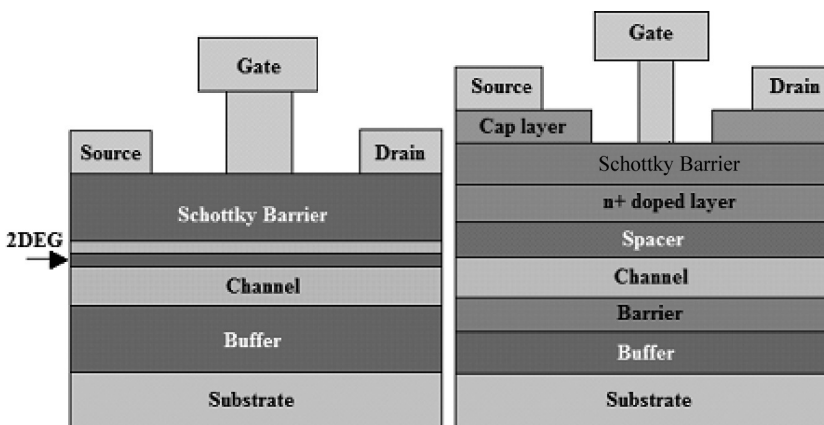 Gate
Source
Drain
Schottky Barrier
2DEG
Channel
Buffer
Substrate
Gate
Source
Drain
Cap layer
Schottky Barrier
n+ doped layer
Spacer
Channel
Barrier
Buffer
Substrate